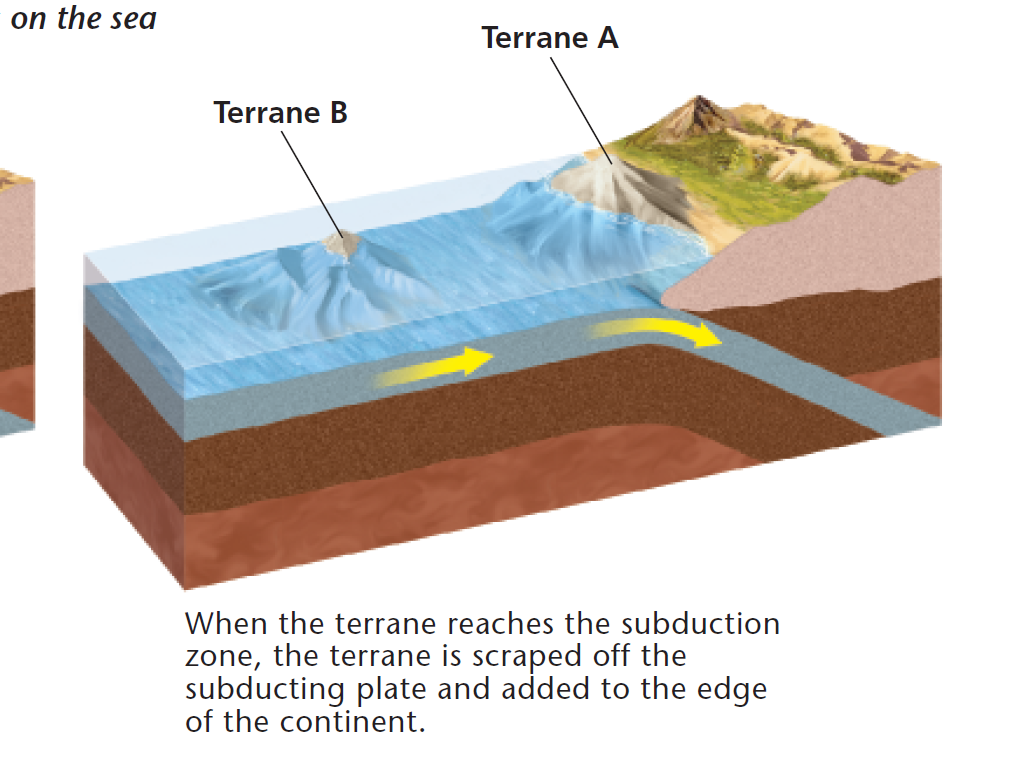 on the sea
Terrane A
Terrane B
When the terrane reaches the subduction
zone, the terrane is scraped off the
subducting plate and added to the edge
of the continent.